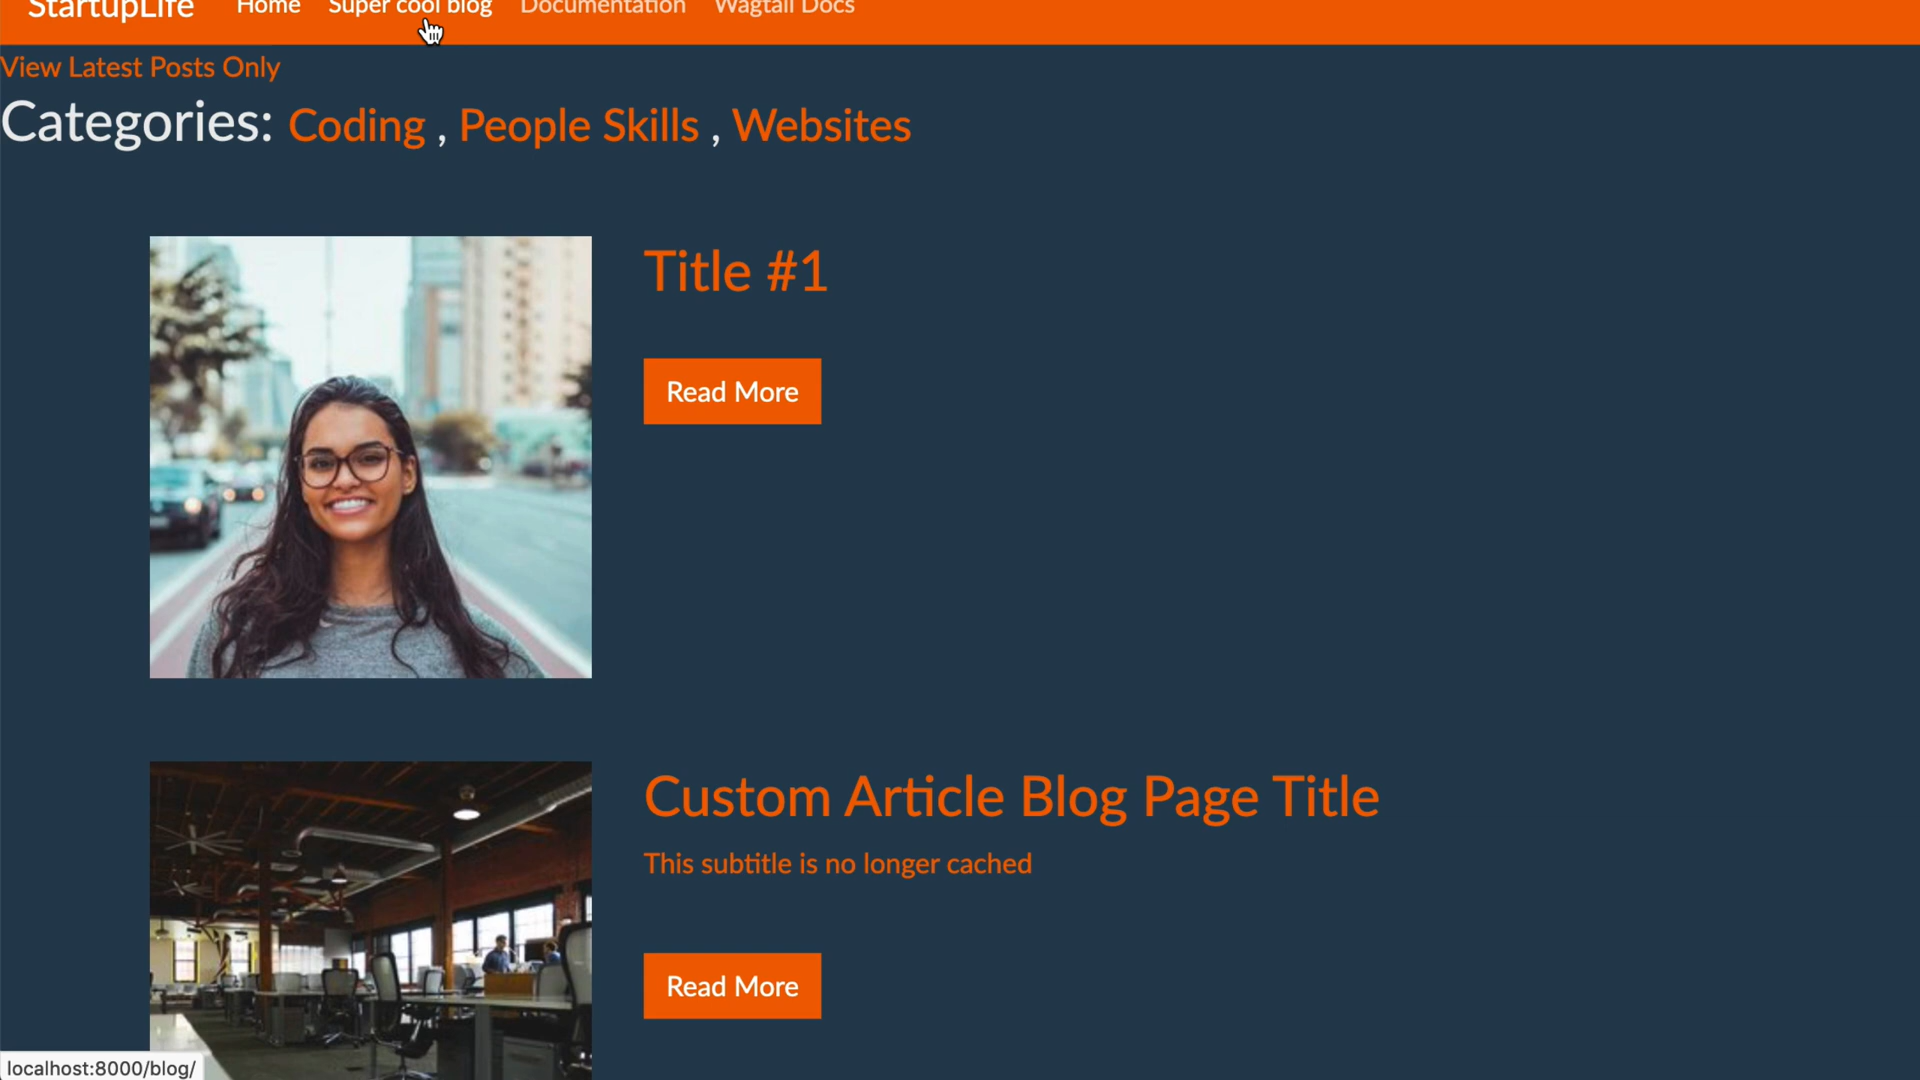 StartupLife Home Super cool blog Documentation Wagtail Docs
View Latest Posts Only
Categories: Coding , People Skills , Websites
Title #1
Read More
Custom Article Blog Page Title
This subtitle is no longer cached
Read More
localhost:8000/blog/